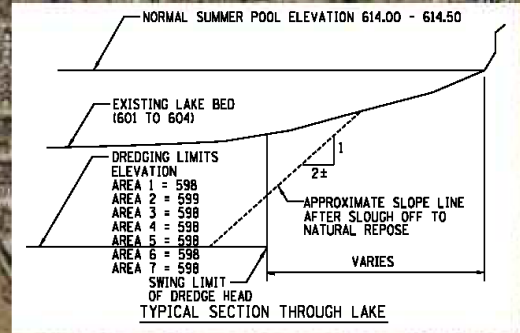 NORMAL SUMMER POOL ELEVATION 614.00 - 614.50
EXISTING LAKE BED
(601 TO 604)
DREDGING LIMITS
ELEVATION
AREA 1 = 598
AREA 2 = 599
AREA 3 = 598
AREA 4 = 598
AREA 5 = 598
AREA 6 = 598
AREA 7 = 598
1
2±
APPROXIMATE SLOPE LINE
AFTER SLOUGH OFF TO
NATURAL REPOSE
VARIES
SWING LIMIT
OF DREDGE HEAD
TYPICAL SECTION THROUGH LAKE